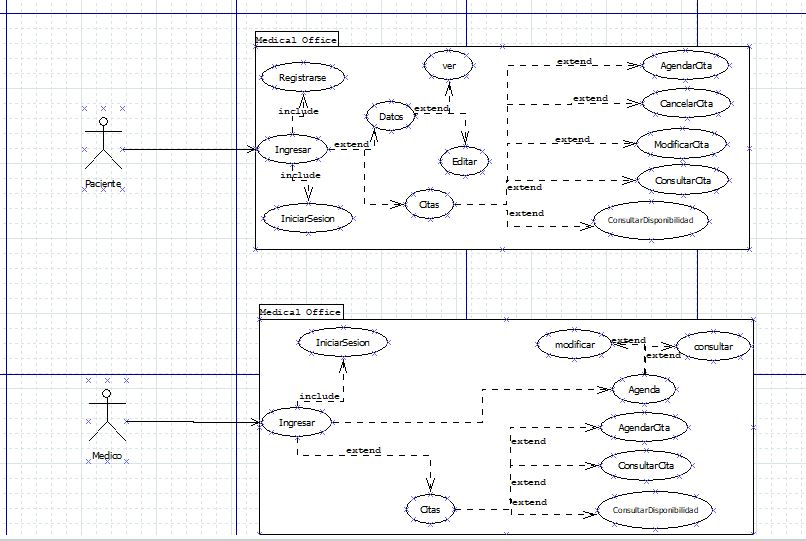 Medical Office
Registrarse
ver
extend
AgendarCita
include
Datos
extend
extend
CancelarCita
Ingresar
extend
Editar
extend
ModificarCita
Paciente
include
extend
ConsultarCita
IniciarSesion
Citas
extend
ConsultarDisponibilidad
Medical Office
IniciarSesion
modificar
extend
consultar
extend
include
Agenda
Ingresar
AgendarCita
Medico
extend
extend
ConsultarCita
extend
Citas
extend
ConsultarDisponibilidad